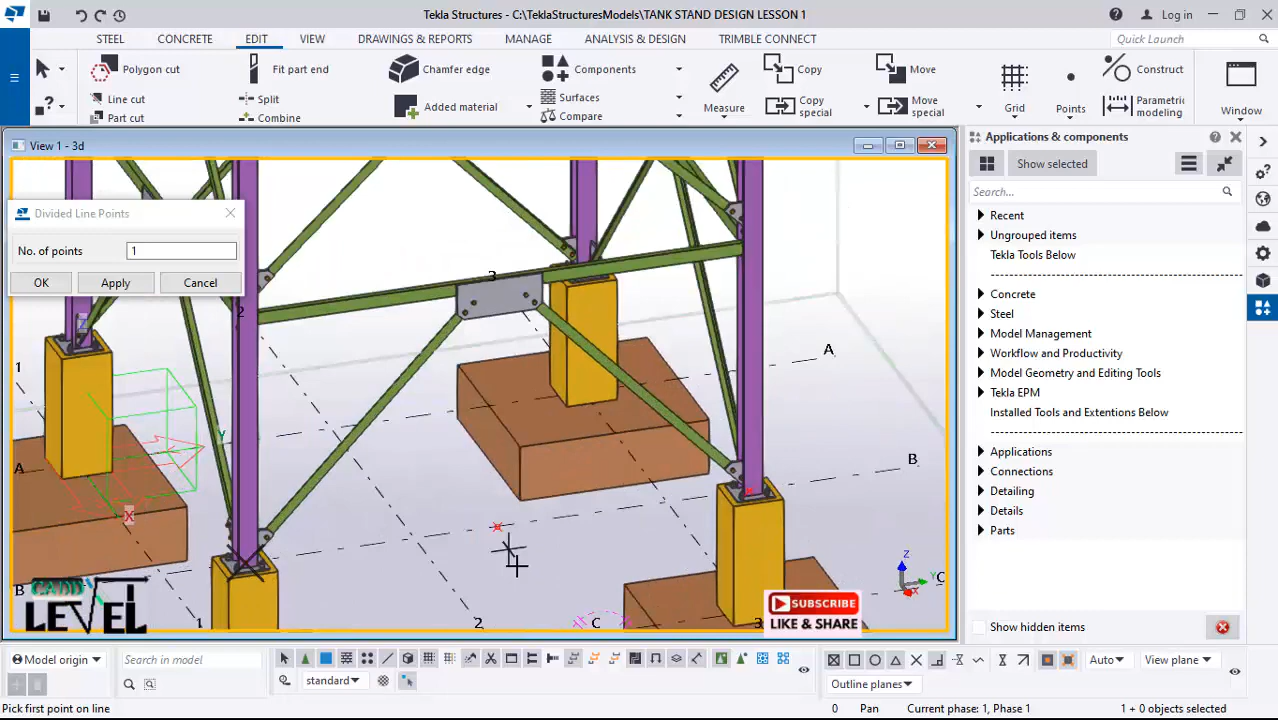 Tekla Structures - C:\TeklaStructuresModels\TANK STAND DESIGN LESSON 1
Log in
STEEL
CONCRETE
EDIT
VIEW
DRAWINGS & REPORTS
MANAGE
ANALYSIS & DESIGN
TRIMBLE CONNECT
Quick Launch
Polygon cut
Line cut
Part cut
Fit part end
Split
Combine
Chamfer edge
Added material
Components
Surfaces
Compare
Measure
Copy
Copy special
Move
Move special
Grid
Points
Construct
Parametric modeling
Window
View 1 - 3d
Divided Line Points
No. of points
1
OK
Apply
Cancel
3
2
1
A
A
B
B
Y
X
Z
1
2
C
3
Z
Y
X
C
CADD
LEVEL
SUBSCRIBE
LIKE & SHARE
Applications & components
Show selected
Search...
Recent
Ungrouped items
Tekla Tools Below
Concrete
Steel
Model Management
Workflow and Productivity
Model Geometry and Editing Tools
Tekla EPM
Installed Tools and Extentions Below
Applications
Connections
Detailing
Details
Parts
Show hidden items
Model origin
Search in model
standard
Auto
View plane
Outline planes
Pick first point on line
0
Pan
Current phase: 1, Phase 1
1 + 0 objects selected